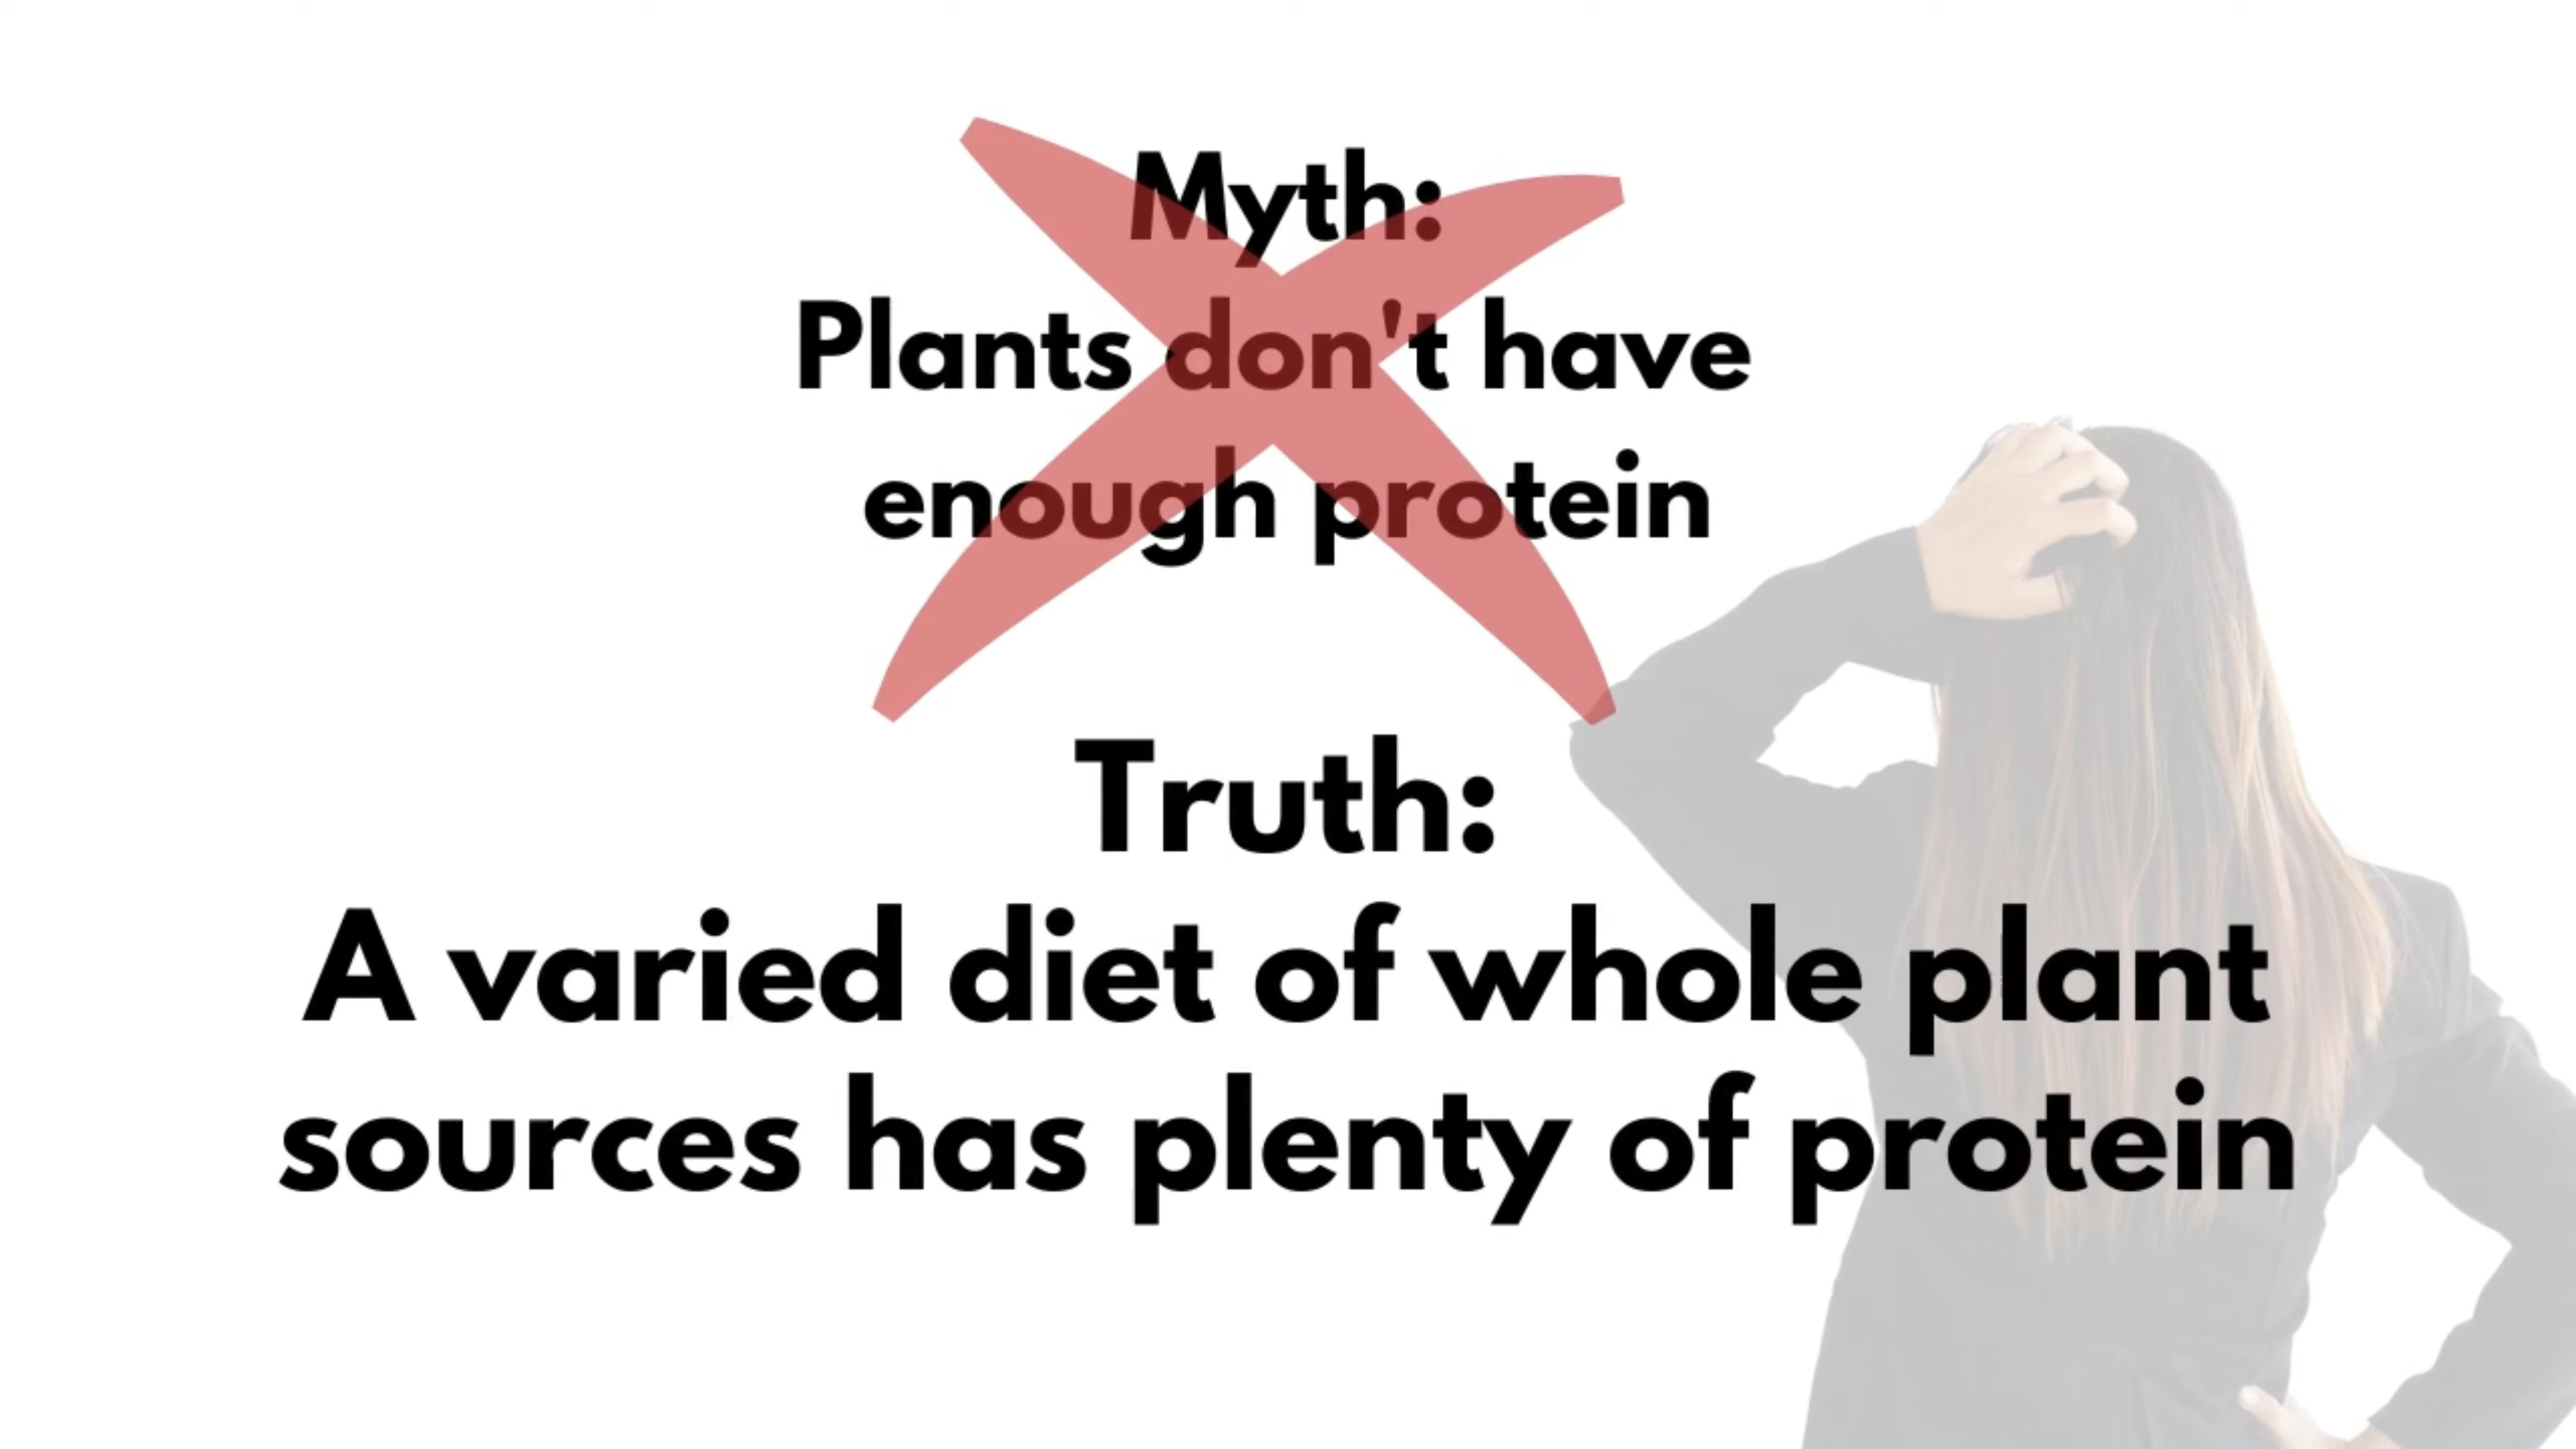 Myth:
Plants don't have
enough protein
Truth:
A varied diet of whole plant
sources has plenty of protein